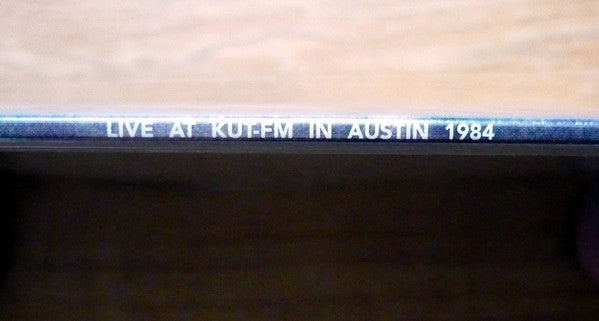 LIVE AT KUT-FM IN AUSTIN 1984